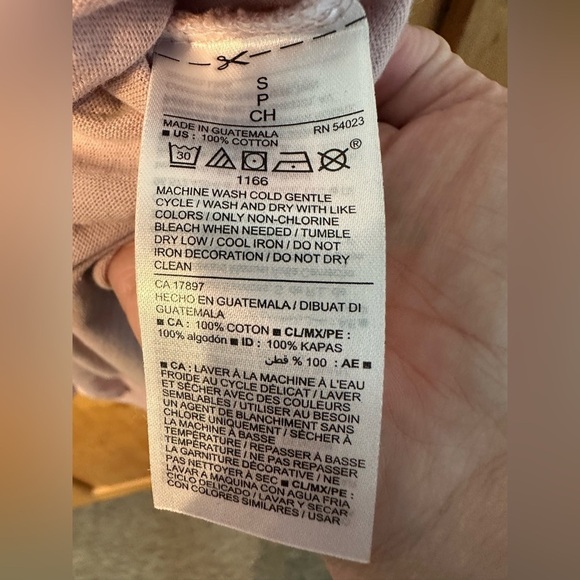 S
P
CH
MADE IN GUATEMALA RN 54023
■ US : 100% COTTON
30 ®
1166
MACHINE WASH COLD GENTLE
CYCLE / WASH AND DRY WITH LIKE
COLORS / ONLY NON-CHLORINE
BLEACH WHEN NEEDED / TUMBLE
DRY LOW / COOL IRON / DO NOT
IRON DECORATION / DO NOT DRY
CLEAN
CA 17897
HECHO EN GUATEMALA / DIBUAT DI
GUATEMALA
■ CA : 100% COTON ■ CL/MX/PE :
100% algodón ■ ID : 100% KAPAS
■ AE : 100 % قطن
■ CA : LAVER À LA MACHINE À L'EAU
FROIDE AU CYCLE DÉLICAT / LAVER
ET SÉCHER AVEC DES COULEURS
SEMBLABLES / UTILISER AU BESOIN
UN AGENT DE BLANCHIMENT SANS
CHLORE UNIQUEMENT / SÉCHER À
LA MACHINE À BASSE
TEMPÉRATURE / REPASSER À BASSE
TEMPÉRATURE / NE PAS REPASSER
LA GARNITURE DÉCORATIVE / NE
PAS NETTOYER À SEC ■ CL/MX/PE :
LAVAR A MAQUINA CON AGUA FRIA
CICLO DELICADO / LAVAR Y SECAR
CON COLORES SIMILARES / USAR